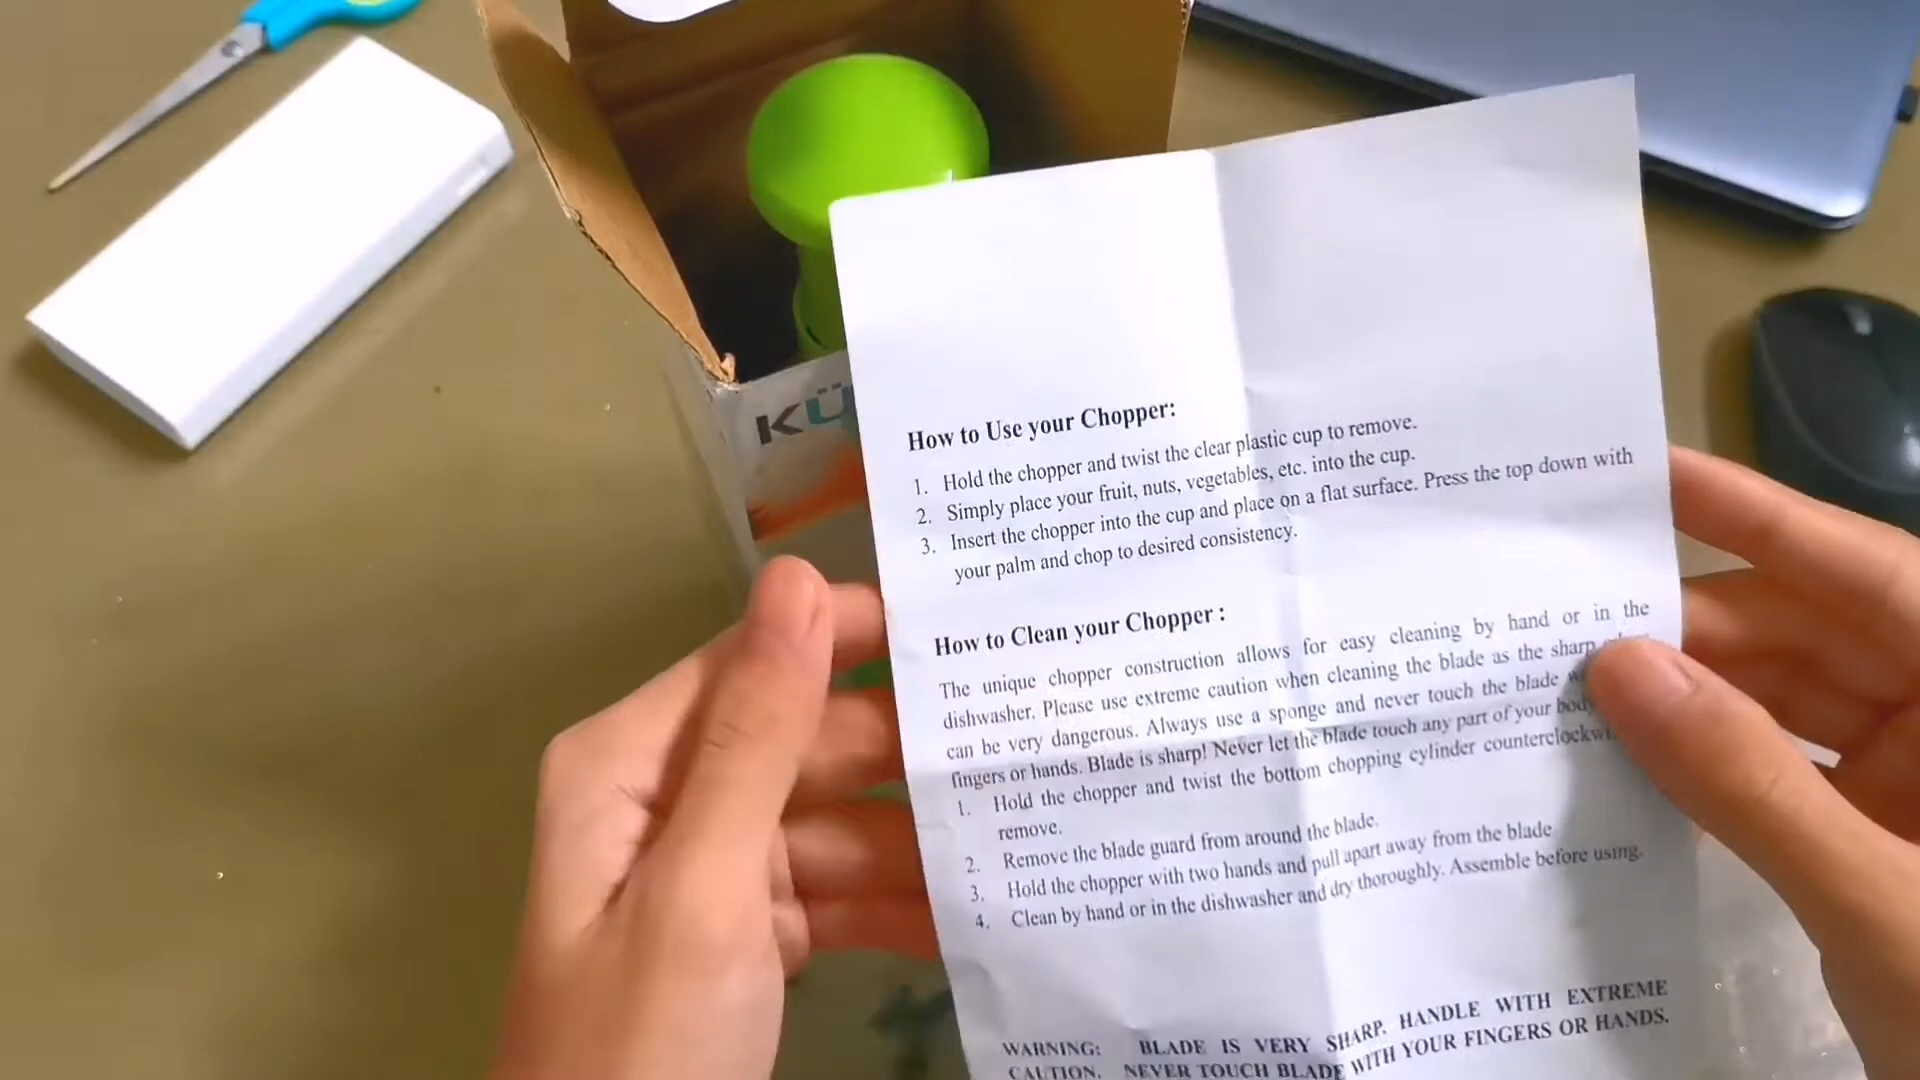 KÜ
How to Use your Chopper:
1. Hold the chopper and twist the clear plastic cup to remove.
2. Simply place your fruit, nuts, vegetables, etc. into the cup.
3. Insert the chopper into the cup and place on a flat surface. Press the top down with
your palm and chop to desired consistency.
How to Clean your Chopper :
The unique chopper construction allows for easy cleaning by hand or in the
dishwasher. Please use extreme caution when cleaning the blade as the sharp
can be very dangerous. Always use a sponge and never touch the blade
fingers or hands. Blade is sharp! Never let the blade touch any part of your body
1. Hold the chopper and twist the bottom chopping cylinder
remove.
2. Remove the blade guard from around the blade.
3. Hold the chopper with two hands and pull apart away from the blade
4. Clean by hand or in the dishwasher and dry thoroughly. Assemble before using.
WARNING: BLADE IS VERY SHARP. HANDLE WITH EXTREME
CAUTION. NEVER TOUCH BLADE WITH YOUR FINGERS OR HANDS.